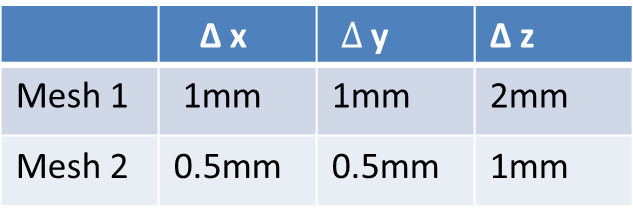 Δ x Δ y Δ z
Mesh 1 1mm 1mm 2mm
Mesh 2 0.5mm 0.5mm 1mm